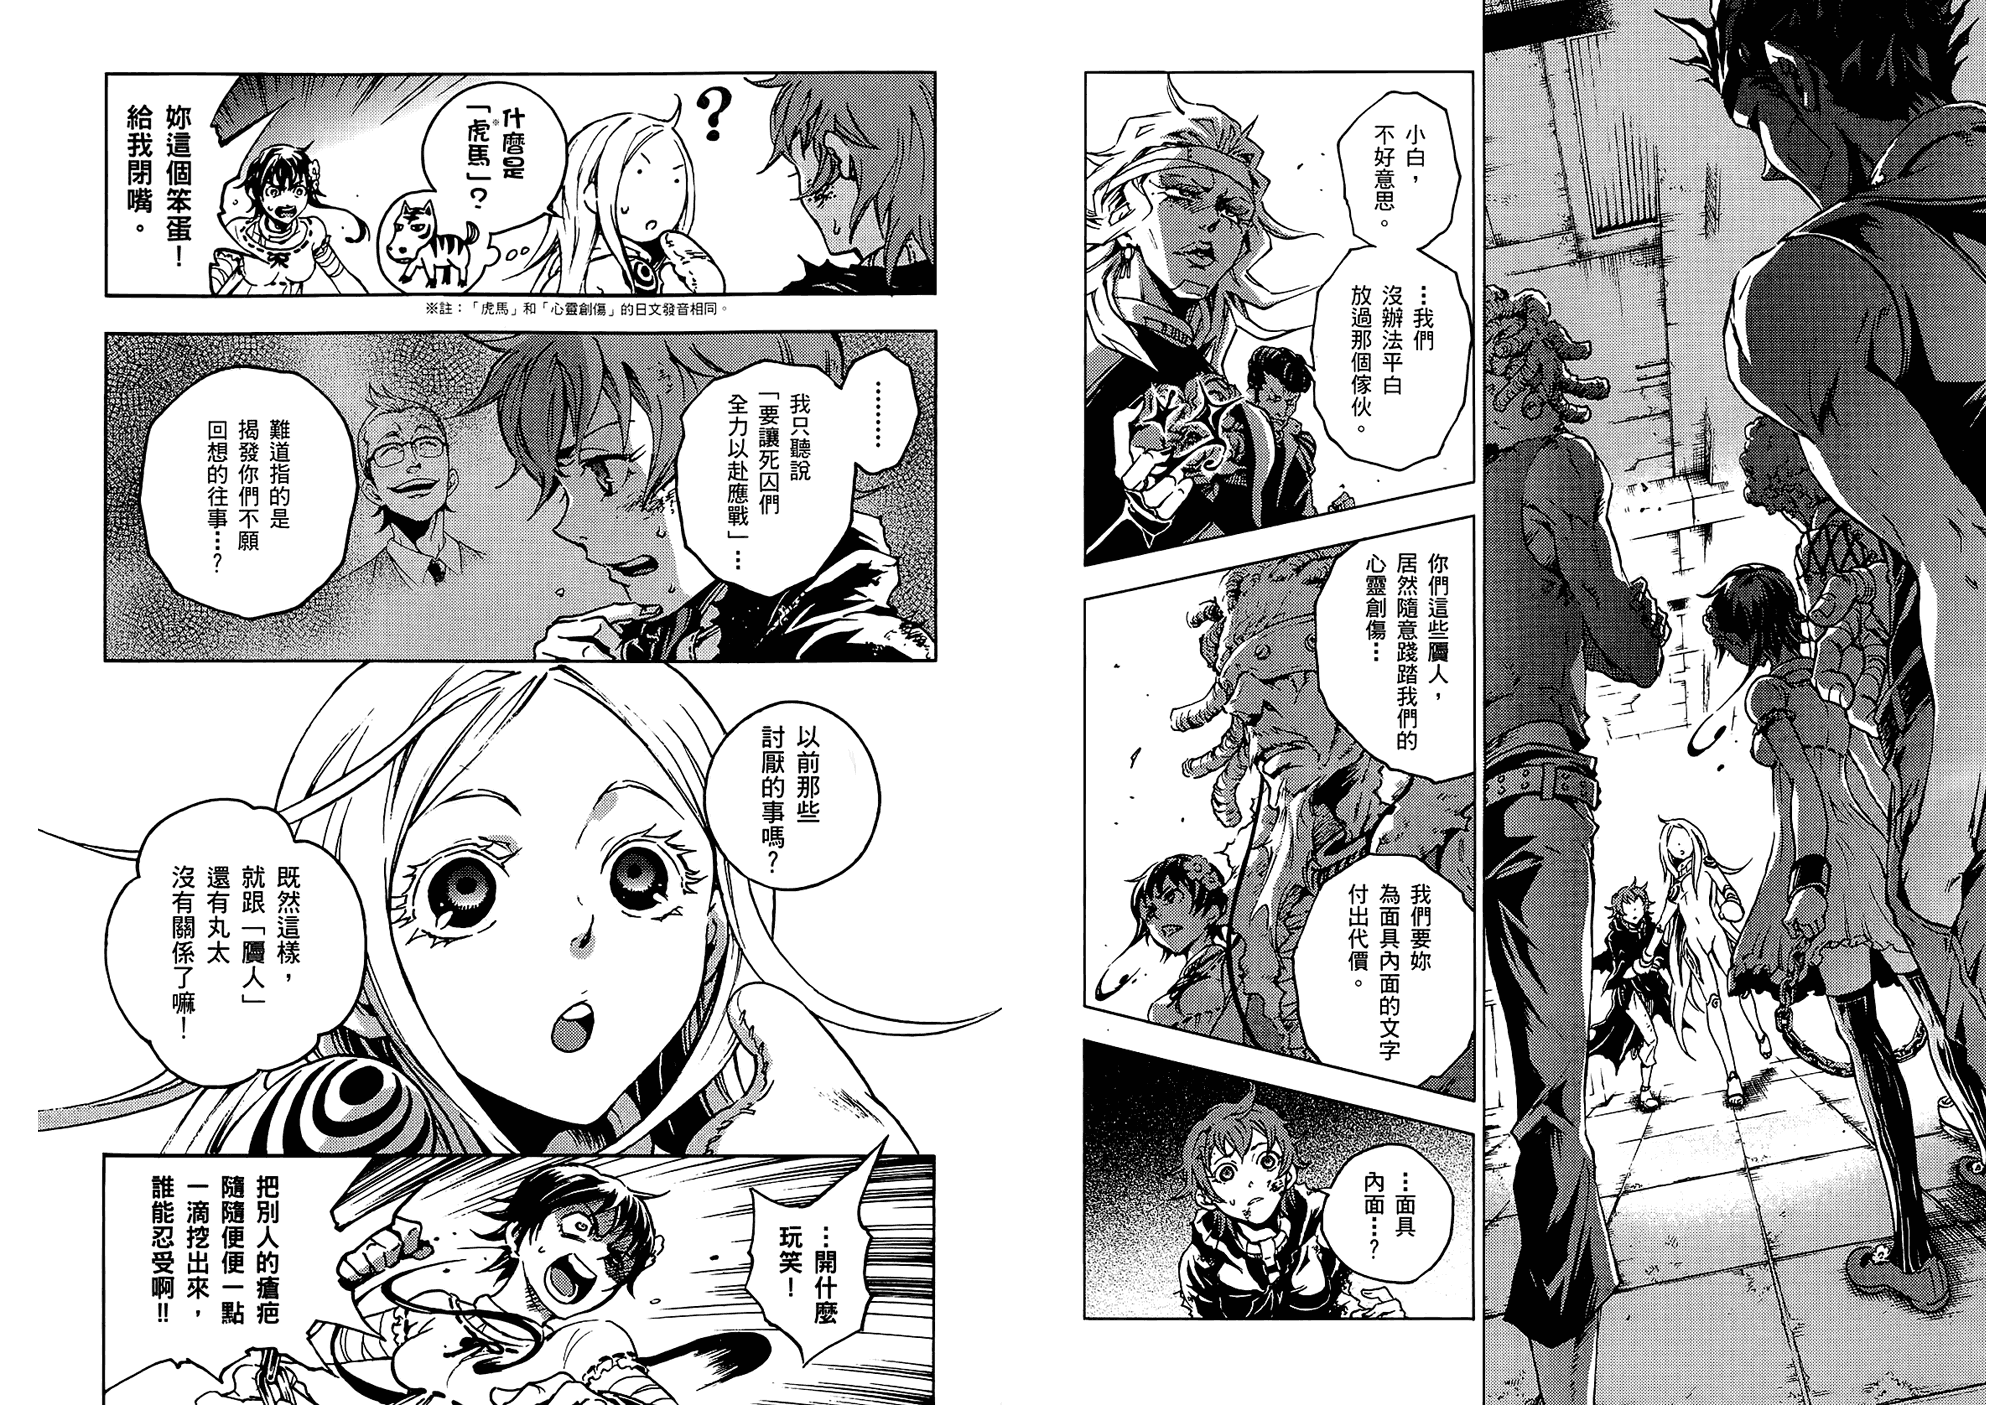 小白，
不好意思。
…我們
沒辦法平白
放過那個傢伙。
你們這些贗人，
居然隨意踐踏我們的
心靈創傷…
我們要妳
為面具內面的文字
付出代價。
…面具
內面…?
?
什麼是
「※虎馬」?
妳這個笨蛋！
給我閉嘴。
※註：「虎馬」和「心靈創傷」的日文發音相同。
………
我只聽說
「要讓死囚們
全力以赴應戰」…
難道指的是
揭發你們不願
回想的往事…?
以前那些
討厭的事嗎?
既然這樣，
就跟「贗人」
還有丸太
沒有關係了嘛！
…開什麼
玩笑！
把別人的瘡疤
隨隨便便一點
一滴挖出來，
誰能忍受啊!!